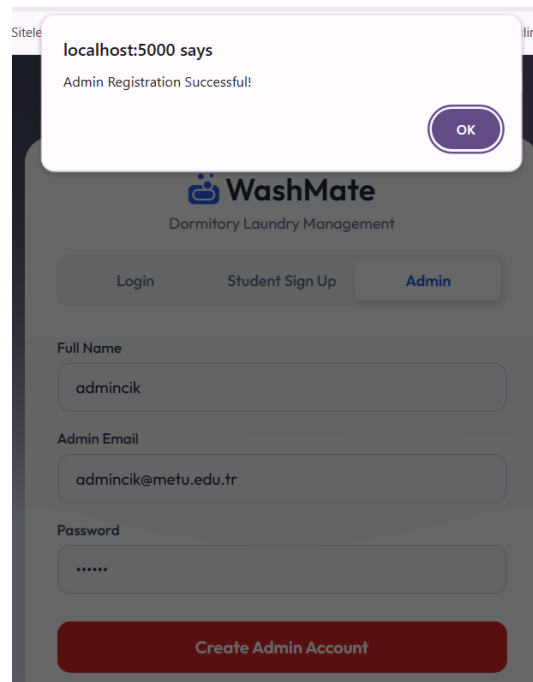 Sitele
localhost:5000 says
Admin Registration Successful!
OK
WashMate
Dormitory Laundry Management
Login Student Sign Up Admin
Full Name
admincik
Admin Email
admincik@metu.edu.tr
Password
••••••
Create Admin Account